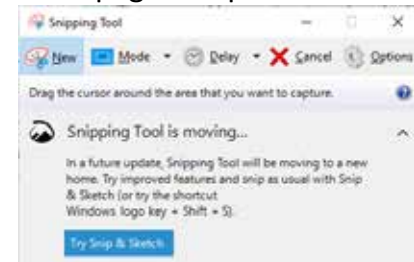 Snipping Tool
New Mode Delay Cancel Options
Drag the cursor around the area that you want to capture.
Snipping Tool is moving...
In a future update, Snipping Tool will be moving to a new
home. Try improved features and snip as usual with Snip
& Sketch (or try the shortcut
Windows logo key + Shift + S).
Try Snip & Sketch